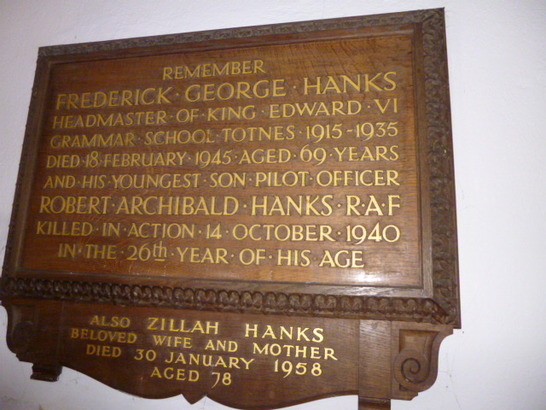 REMEMBER
FREDERICK·GEORGE·HANKS
HEADMASTER·OF·KING·EDWARD·VI
GRAMMAR·SCHOOL·TOTNES·1915-1935
DIED·18·FEBRUARY·1945·AGED·69·YEARS
AND·HIS·YOUNGEST·SON·PILOT·OFFICER
ROBERT·ARCHIBALD·HANKS·R·A·F
KILLED·IN·ACTION·14·OCTOBER·1940
IN·THE·26th·YEAR·OF·HIS·AGE
ALSO ZILLAH HANKS
BELOVED WIFE AND MOTHER
DIED 30 JANUARY 1958
AGED 78